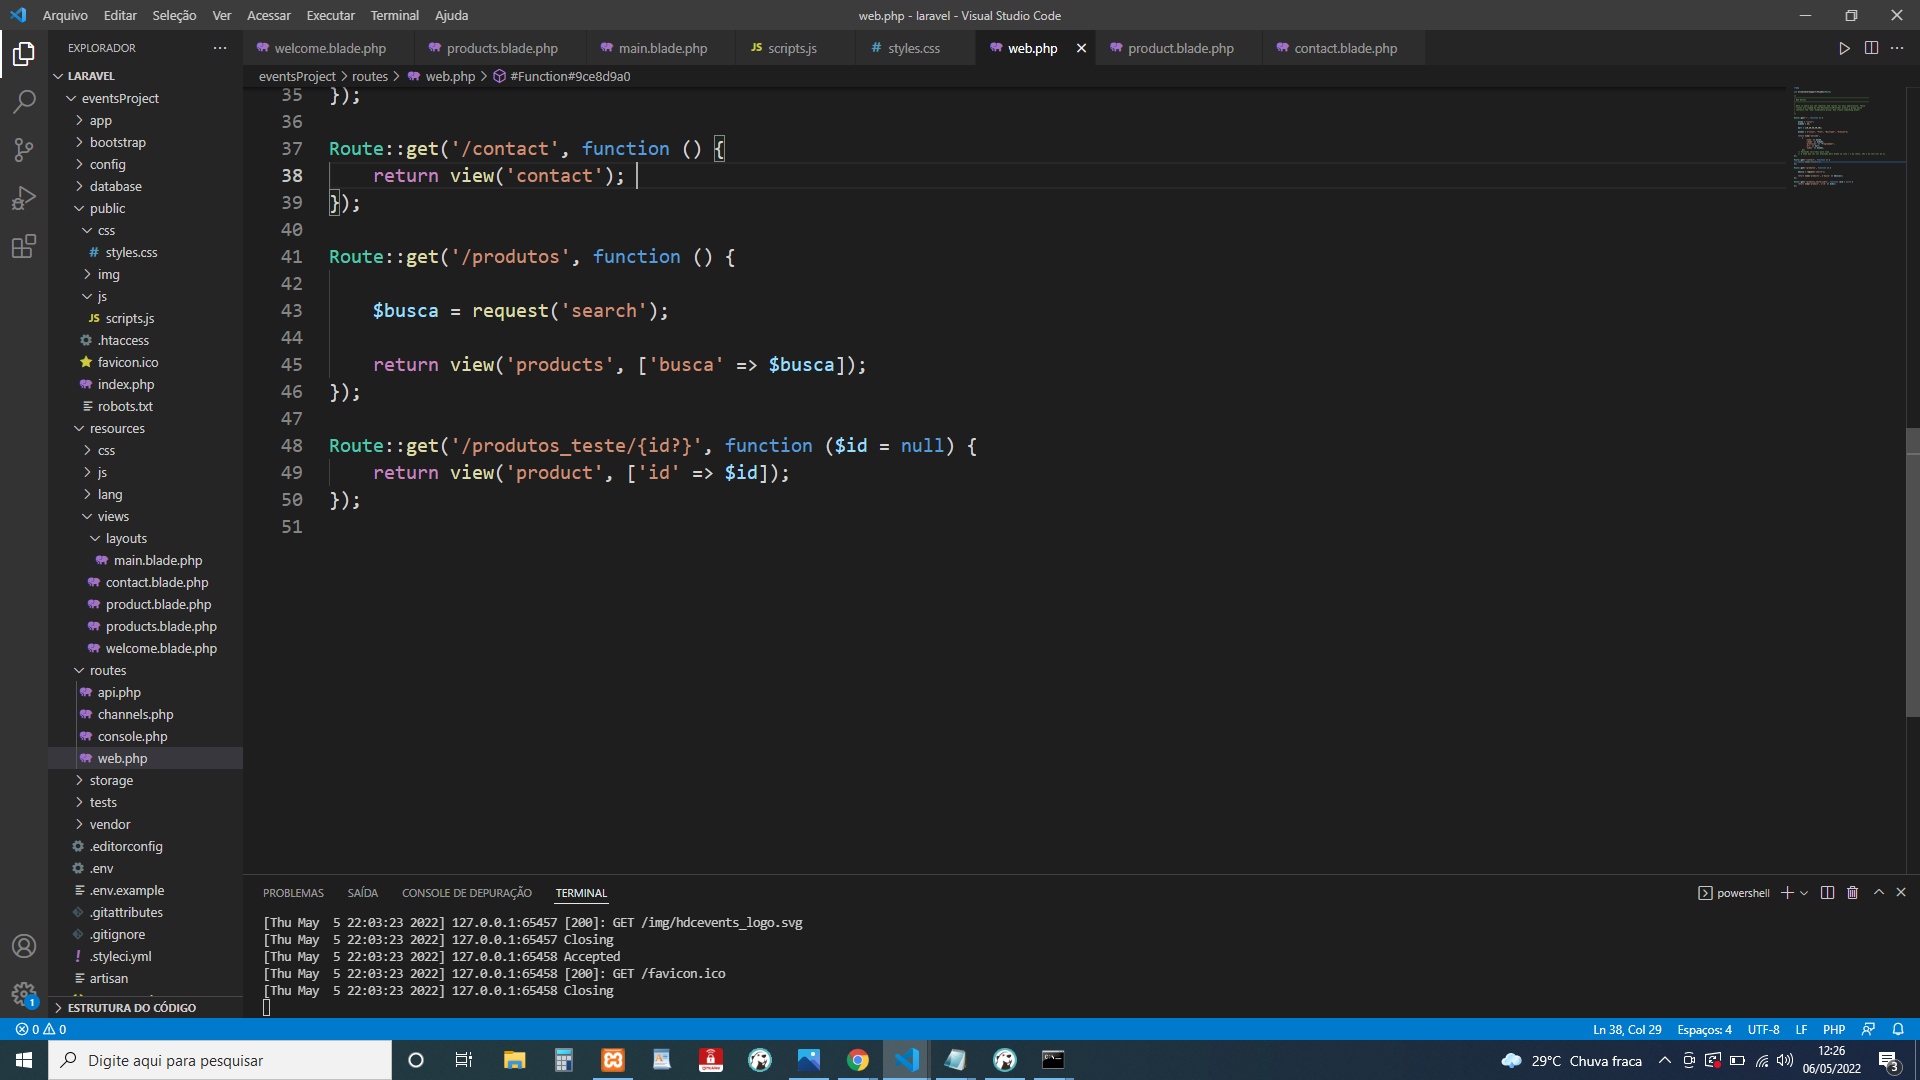 Arquivo Editar Seleção Ver Acessar Executar Terminal Ajuda
web.php - laravel - Visual Studio Code
EXPLORADOR
welcome.blade.php products.blade.php main.blade.php JS scripts.js # styles.css web.php product.blade.php contact.blade.php
eventsProject > routes > web.php > #Function#9ce8d9a0
LARAVEL
eventsProject
app
bootstrap
config
database
public
css
# styles.css
img
js
JS scripts.js
.htaccess
favicon.ico
index.php
robots.txt
resources
css
js
lang
views
layouts
main.blade.php
contact.blade.php
product.blade.php
products.blade.php
welcome.blade.php
routes
api.php
channels.php
console.php
web.php
storage
tests
vendor
.editorconfig
.env
.env.example
.gitattributes
.gitignore
! .styleci.yml
artisan
ESTRUTURA DO CÓDIGO
35 });
36
37 Route::get('/contact', function () {
38     return view('contact');
39 });
40
41 Route::get('/produtos', function () {
42
43     $busca = request('search');
44
45     return view('products', ['busca' => $busca]);
46 });
47
48 Route::get('/produtos_teste/{id?}', function ($id = null) {
49     return view('product', ['id' => $id]);
50 });
51
PROBLEMAS SAÍDA CONSOLE DE DEPURAÇÃO TERMINAL
powershell
[Thu May  5 22:03:23 2022] 127.0.0.1:65457 [200]: GET /img/hdcevents_logo.svg
[Thu May  5 22:03:23 2022] 127.0.0.1:65457 Closing
[Thu May  5 22:03:23 2022] 127.0.0.1:65458 Accepted
[Thu May  5 22:03:23 2022] 127.0.0.1:65458 [200]: GET /favicon.ico
[Thu May  5 22:03:23 2022] 127.0.0.1:65458 Closing
1
0 0
Ln 38, Col 29 Espaços: 4 UTF-8 LF PHP
Digite aqui para pesquisar
29°C Chuva fraca
12:26
06/05/2022
3